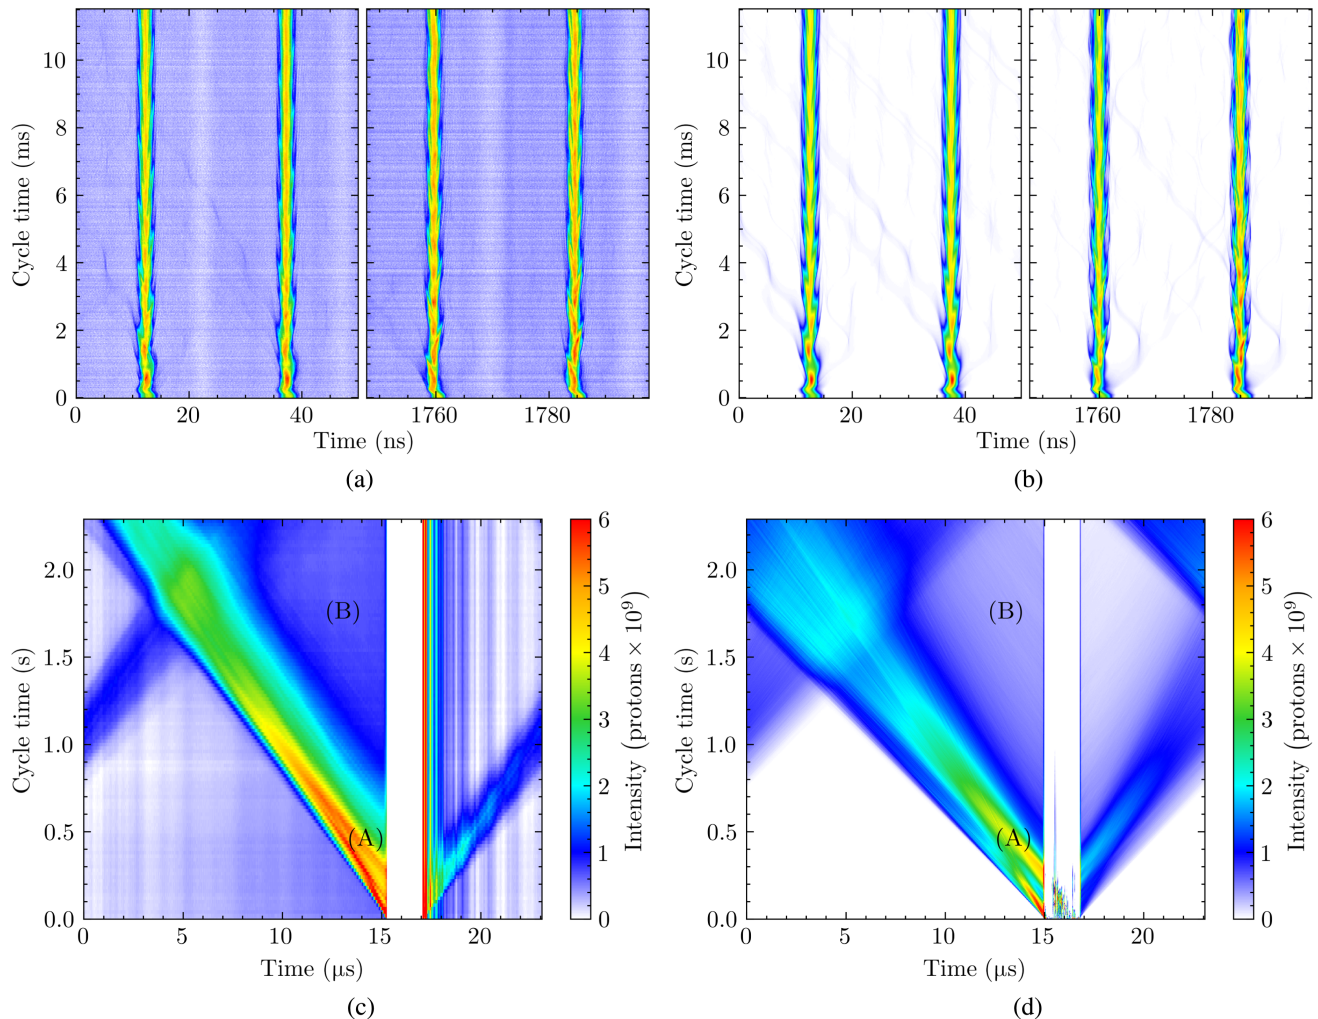 10
8
6
4
2
0
Cycle time (ms)
0 20 40 1760 1780
Time (ns)
(a)
10
8
6
4
2
0
Cycle time (ms)
0 20 40 1760 1780
Time (ns)
(b)
2.0
1.5
1.0
0.5
0.0
Cycle time (s)
(B)
(A)
0 5 10 15 20
Time (μs)
6
5
4
3
2
1
0
Intensity (protons × 10⁹)
(c)
2.0
1.5
1.0
0.5
0.0
Cycle time (s)
(B)
(A)
0 5 10 15 20
Time (μs)
6
5
4
3
2
1
0
Intensity (protons × 10⁹)
(d)